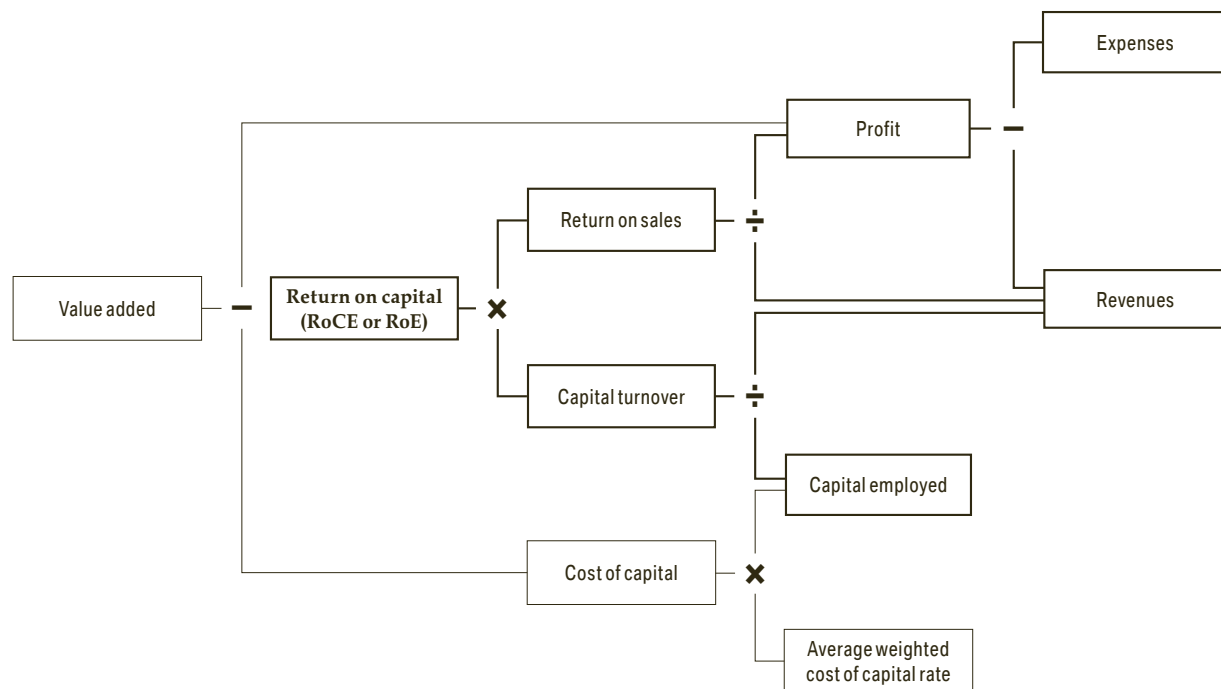 Expenses
Profit
Return on sales
Value added
Return on capital
(RoCE or RoE)
Revenues
Capital turnover
Capital employed
Cost of capital
Average weighted
cost of capital rate